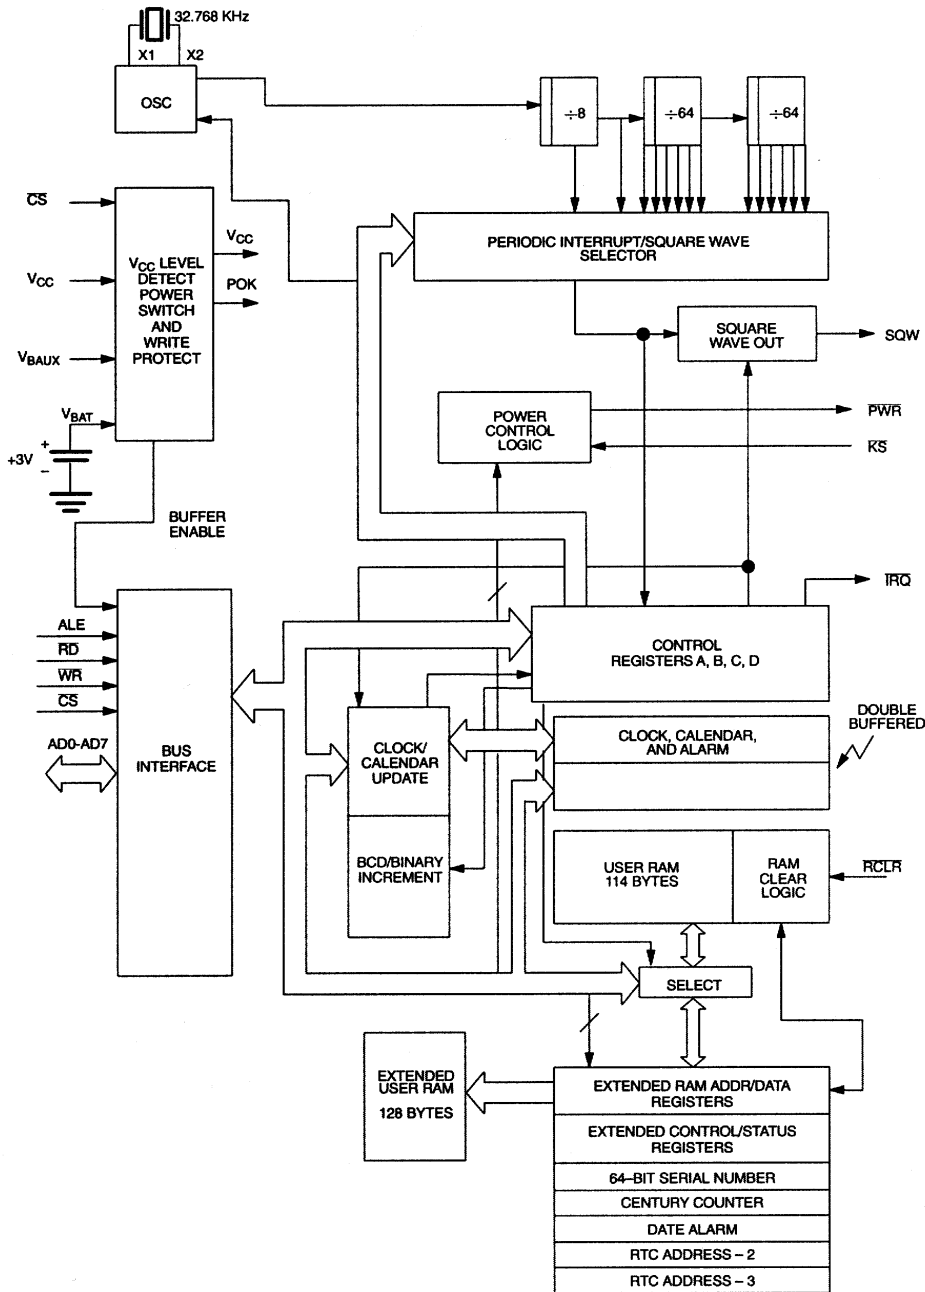 32.768 KHz
X1
X2
OSC
÷8
÷64
÷64
CS
VCC
VBAUX
VBAT
+
+3V
–
VCC LEVEL
DETECT
POWER
SWITCH
AND
WRITE
PROTECT
VCC
POK
PERIODIC INTERRUPT/SQUARE WAVE
SELECTOR
SQUARE
WAVE OUT
SQW
POWER
CONTROL
LOGIC
PWR
KS
BUFFER
ENABLE
IRQ
ALE
RD
WR
CS
AD0-AD7
BUS
INTERFACE
CONTROL
REGISTERS A, B, C, D
DOUBLE
BUFFERED
CLOCK/
CALENDAR
UPDATE
CLOCK, CALENDAR,
AND ALARM
BCD/BINARY
INCREMENT
USER RAM
114 BYTES
RAM
CLEAR
LOGIC
RCLR
SELECT
EXTENDED
USER RAM
128 BYTES
EXTENDED RAM ADDR/DATA
REGISTERS
EXTENDED CONTROL/STATUS
REGISTERS
64–BIT SERIAL NUMBER
CENTURY COUNTER
DATE ALARM
RTC ADDRESS – 2
RTC ADDRESS – 3